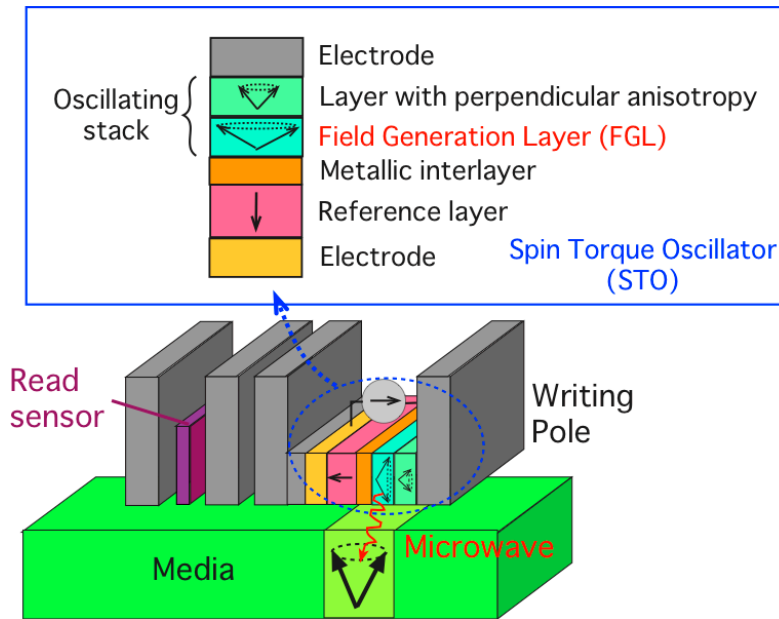 Electrode
Oscillating
stack
Layer with perpendicular anisotropy
Field Generation Layer (FGL)
Metallic interlayer
Reference layer
Electrode
Spin Torque Oscillator
(STO)
Read
sensor
Writing
Pole
Microwave
Media